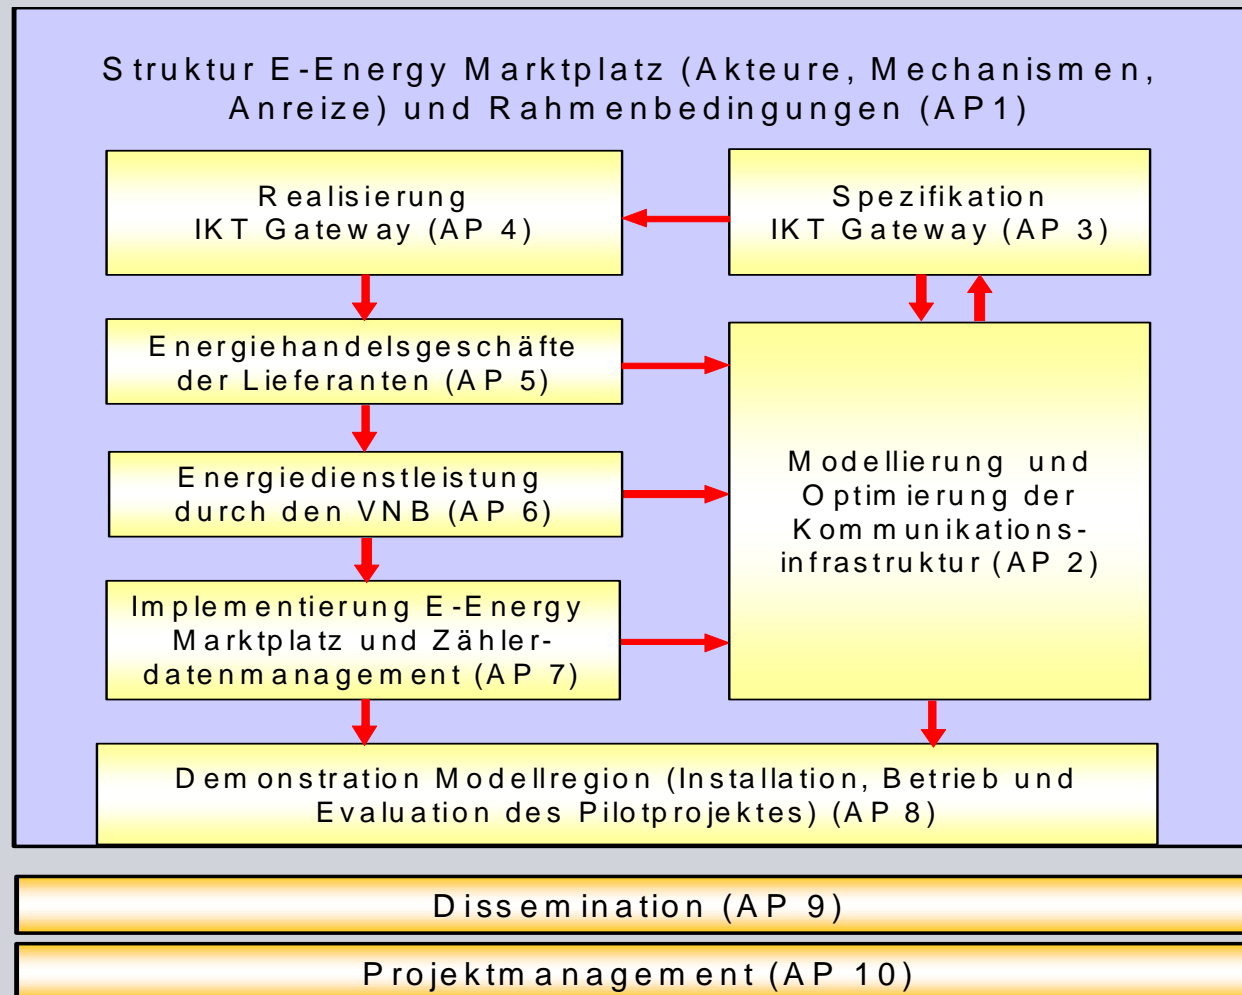 Struktur E-Energy Marktplatz (Akteure, Mechanismen,
Anreize) und Rahmenbedingungen (AP1)
Realisierung
IKT Gateway (AP 4)
Spezifikation
IKT Gateway (AP 3)
Energiehandelsgeschäfte
der Lieferanten (AP 5)
Energiedienstleistung
durch den VNB (AP 6)
Modellierung und
Optimierung der
Kommunikations-
infrastruktur (AP 2)
Implementierung E-Energy
Marktplatz und Zähler-
datenmanagement (AP 7)
Demonstration Modellregion (Installation, Betrieb und
Evaluation des Pilotprojektes) (AP 8)
Dissemination (AP 9)
Projektmanagement (AP 10)